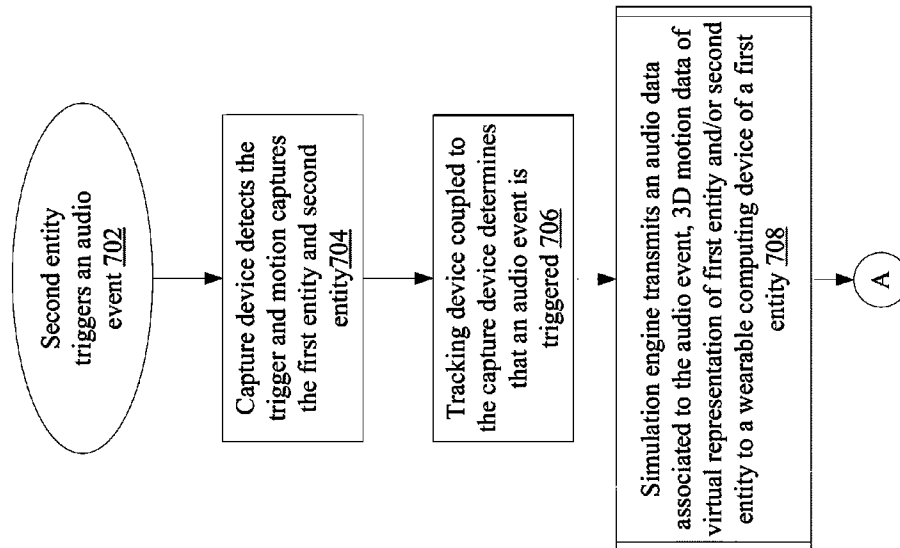 Second entity
triggers an audio
event 702
Capture device detects the
trigger and motion captures
the first entity and second
entity704
Tracking device coupled to
the capture device determines
that an audio event is
triggered 706
Simulation engine transmits an audio data
associated to the audio event, 3D motion data of
virtual representation of first entity and/or second
entity to a wearable computing device of a first
entity 708
A